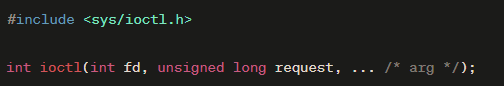 #include <sys/ioctl.h>
int ioctl(int fd, unsigned long request, ... /* arg */);